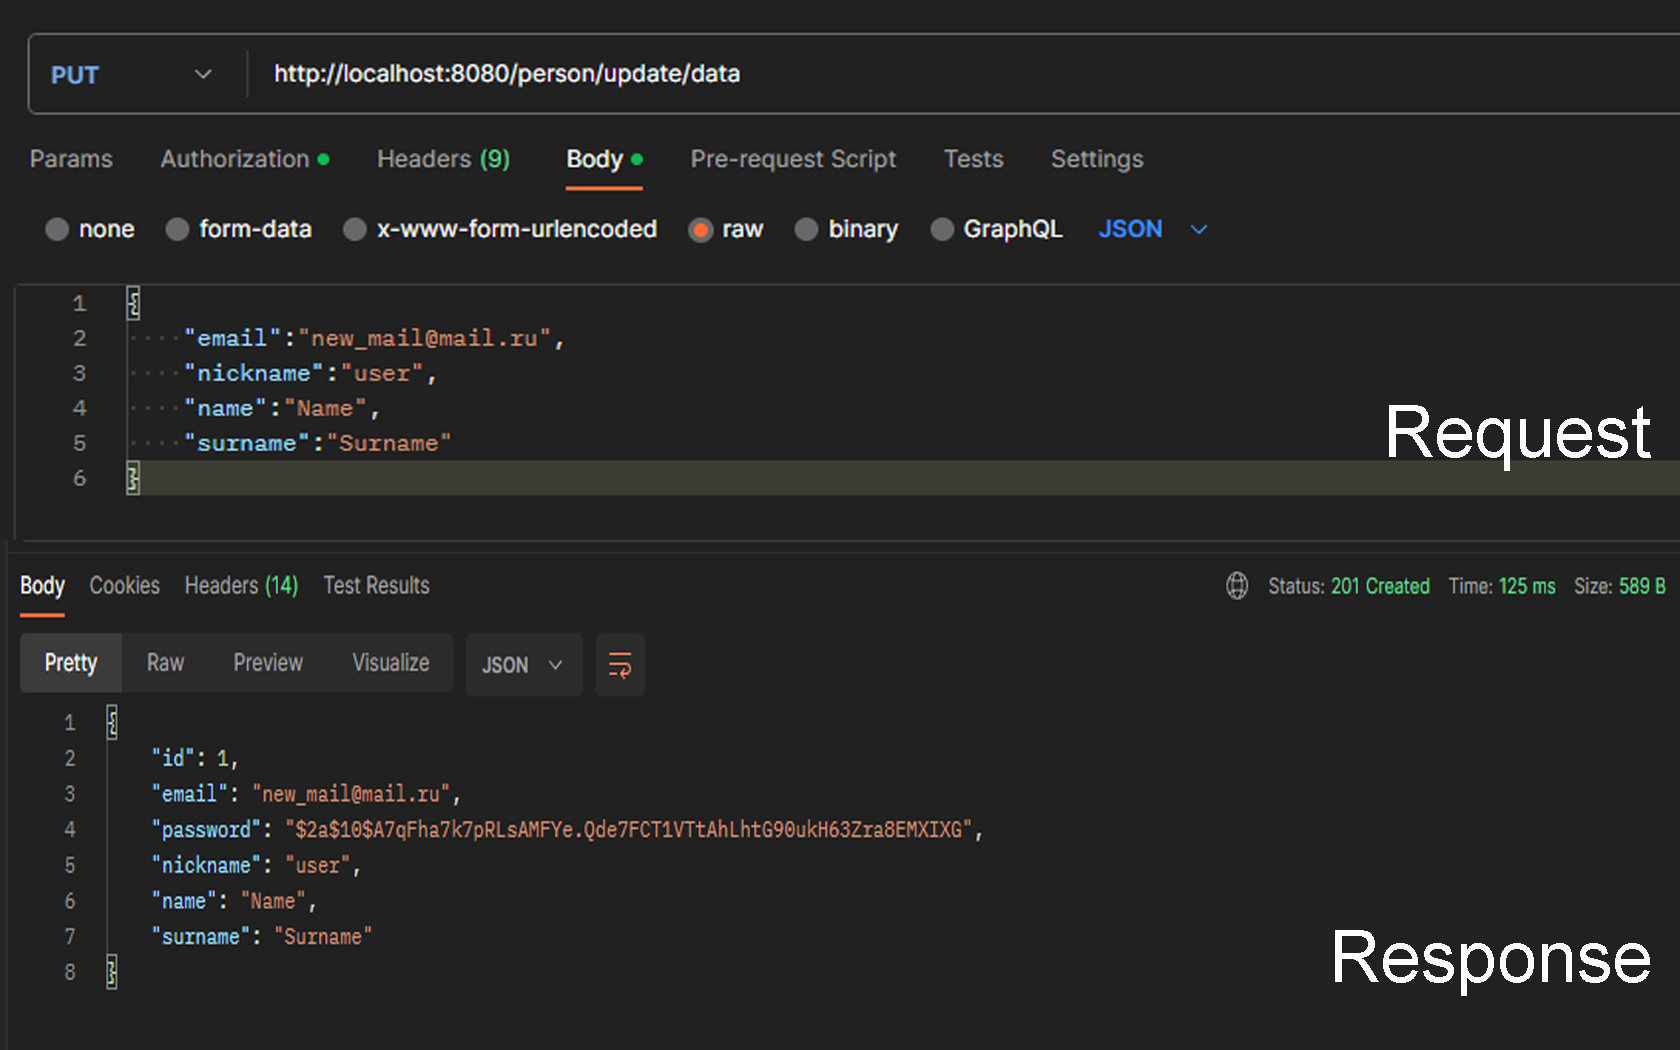 PUT http://localhost:8080/person/update/data
Params Authorization Headers (9) Body Pre-request Script Tests Settings
none form-data x-www-form-urlencoded raw binary GraphQL JSON
1 {
2 "email":"new_mail@mail.ru",
3 "nickname":"user",
4 "name":"Name",
5 "surname":"Surname"
6 }
Request
Body Cookies Headers (14) Test Results Status: 201 Created Time: 125 ms Size: 589 B
Pretty Raw Preview Visualize JSON
1 {
2 "id": 1,
3 "email": "new_mail@mail.ru",
4 "password": "$2a$10$A7qFha7k7pRLsAMFYe.Qde7FCT1VTtAhLhtG90ukH63Zra8EMXIXG",
5 "nickname": "user",
6 "name": "Name",
7 "surname": "Surname"
8 }
Response